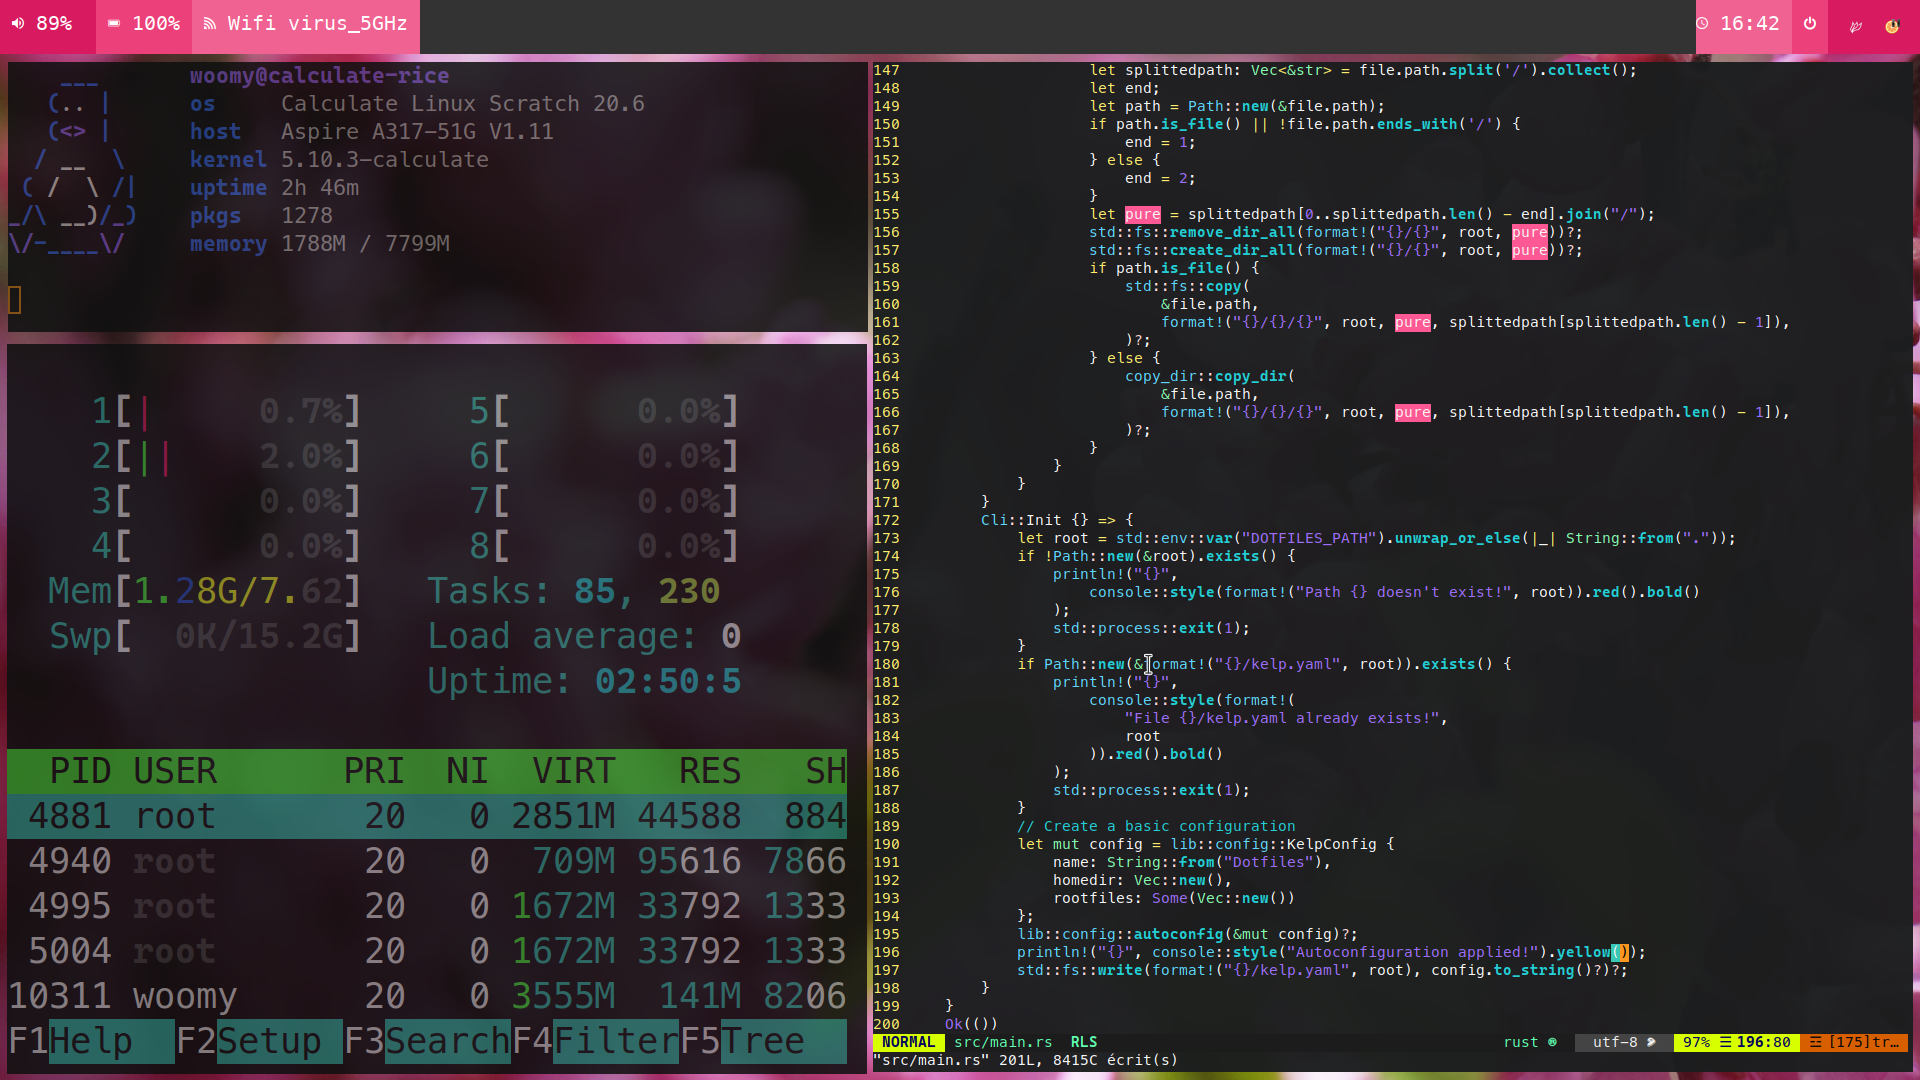 89% 100% Wifi virus_5GHz 16:42
woomy@calculate-rice
os Calculate Linux Scratch 20.6
host Aspire A317-51G V1.11
kernel 5.10.3-calculate
uptime 2h 46m
pkgs 1278
memory 1788M / 7799M
___
(.. |
(<> |
/ __ \
( / \ /|
_/\ __)/_)
\/-____\/
1[| 0.7%] 5[ 0.0%]
2[|| 2.0%] 6[ 0.0%]
3[ 0.0%] 7[ 0.0%]
4[ 0.0%] 8[ 0.0%]
Mem[1.28G/7.62] Tasks: 85, 230
Swp[ 0K/15.2G] Load average: 0
Uptime: 02:50:5
PID USER PRI NI VIRT RES SH
4881 root 20 0 2851M 44588 884
4940 root 20 0 709M 95616 7866
4995 root 20 0 1672M 33792 1333
5004 root 20 0 1672M 33792 1333
10311 woomy 20 0 3555M 141M 8206
F1Help F2Setup F3SearchF4FilterF5Tree
147 let splittedpath: Vec<&str> = file.path.split('/').collect();
148 let end;
149 let path = Path::new(&file.path);
150 if path.is_file() || !file.path.ends_with('/') {
151 end = 1;
152 } else {
153 end = 2;
154 }
155 let pure = splittedpath[0..splittedpath.len() - end].join("/");
156 std::fs::remove_dir_all(format!("{}/{}", root, pure))?;
157 std::fs::create_dir_all(format!("{}/{}", root, pure))?;
158 if path.is_file() {
159 std::fs::copy(
160 &file.path,
161 format!("{}/{}/{}", root, pure, splittedpath[splittedpath.len() - 1]),
162 )?;
163 } else {
164 copy_dir::copy_dir(
165 &file.path,
166 format!("{}/{}/{}", root, pure, splittedpath[splittedpath.len() - 1]),
167 )?;
168 }
169 }
170 }
171 }
172 Cli::Init {} => {
173 let root = std::env::var("DOTFILES_PATH").unwrap_or_else(|_| String::from("."));
174 if !Path::new(&root).exists() {
175 println!("{}",
176 console::style(format!("Path {} doesn't exist!", root)).red().bold()
177 );
178 std::process::exit(1);
179 }
180 if Path::new(&format!("{}/kelp.yaml", root)).exists() {
181 println!("{}",
182 console::style(format!(
183 "File {}/kelp.yaml already exists!",
184 root
185 )).red().bold()
186 );
187 std::process::exit(1);
188 }
189 // Create a basic configuration
190 let mut config = lib::config::KelpConfig {
191 name: String::from("Dotfiles"),
192 homedir: Vec::new(),
193 rootfiles: Some(Vec::new())
194 };
195 lib::config::autoconfig(&mut config)?;
196 println!("{}", console::style("Autoconfiguration applied!").yellow());
197 std::fs::write(format!("{}/kelp.yaml", root), config.to_string()?)?;
198 }
199 }
200 Ok(())
NORMAL src/main.rs RLS rust utf-8 97% ☰ 196:80 ☲ [175]tr…
"src/main.rs" 201L, 8415C écrit(s)